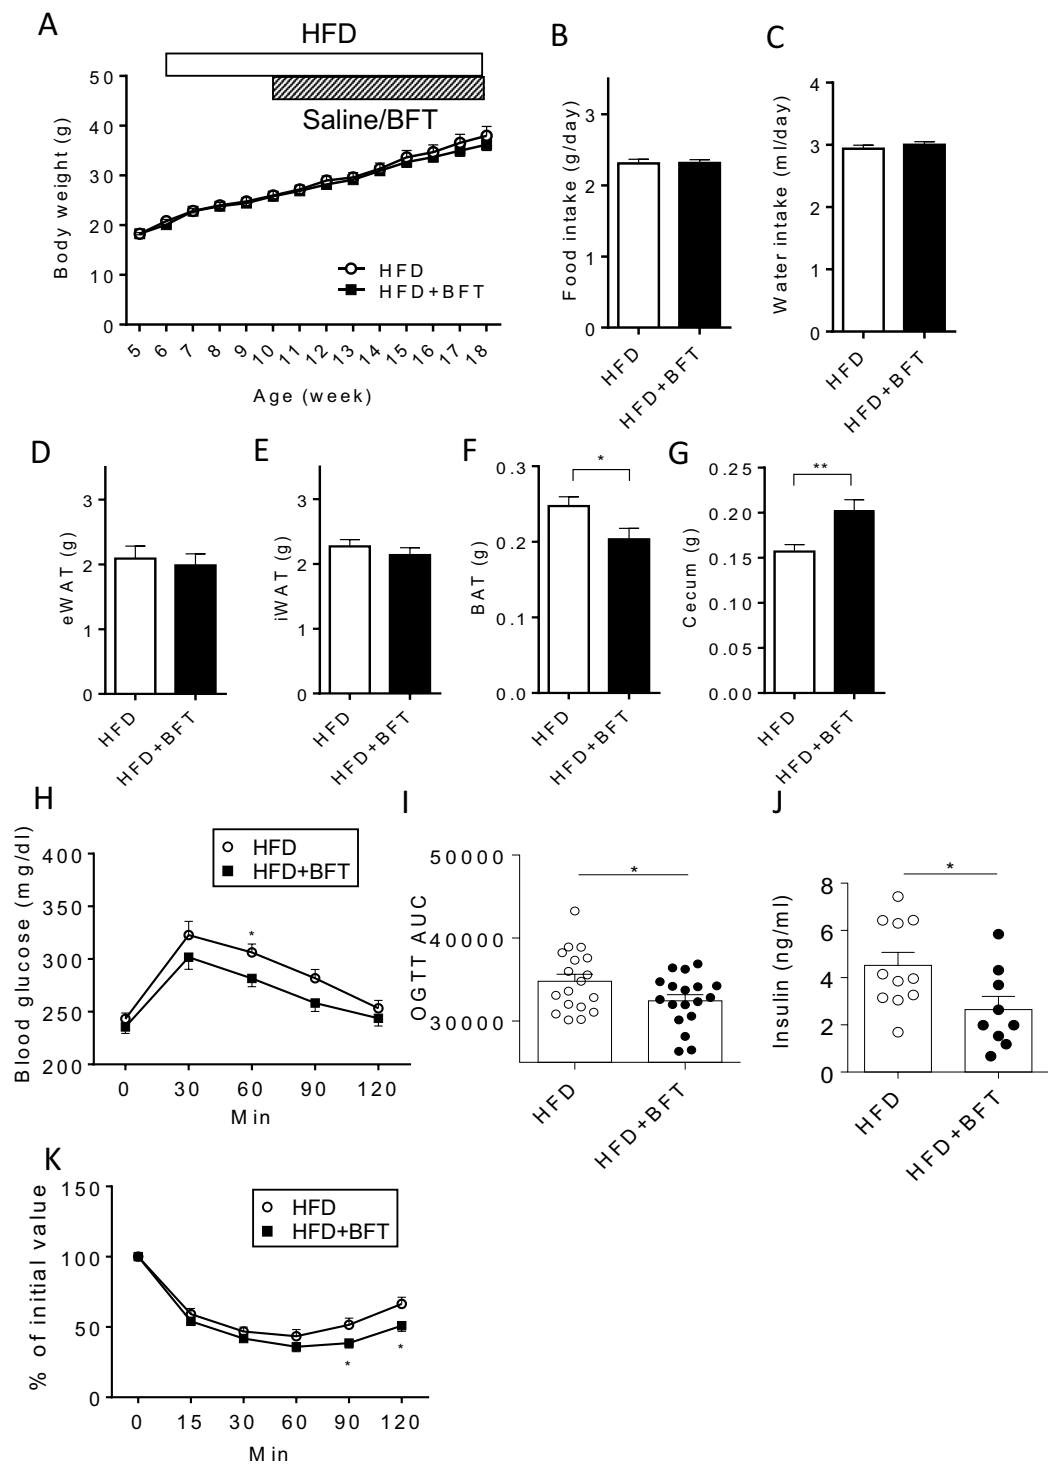 A
HFD
Saline/BFT
Body weight (g)
50
40
30
20
10
0
HFD
HFD+BFT
5 6 7 8 9 10 11 12 13 14 15 16 17 18
Age (week)
B
Food intake (g/day)
3
2
1
0
HFD
HFD+BFT
C
Water intake (ml/day)
4
3
2
1
0
HFD
HFD+BFT
D
eWAT (g)
3
2
1
0
HFD
HFD+BFT
E
iWAT (g)
3
2
1
0
HFD
HFD+BFT
F
BAT (g)
0.3
0.2
0.1
0.0
*
HFD
HFD+BFT
G
Cecum (g)
0.25
0.20
0.15
0.10
0.05
0.00
**
HFD
HFD+BFT
H
Blood glucose (mg/dl)
400
350
300
250
200
HFD
HFD+BFT
*
0 30 60 90 120
Min
I
OGTT AUC
50000
40000
30000
*
HFD
HFD+BFT
J
Insulin (ng/ml)
8
6
4
2
0
*
HFD
HFD+BFT
K
% of initial value
150
100
50
0
HFD
HFD+BFT
*
*
0 15 30 60 90 120
Min